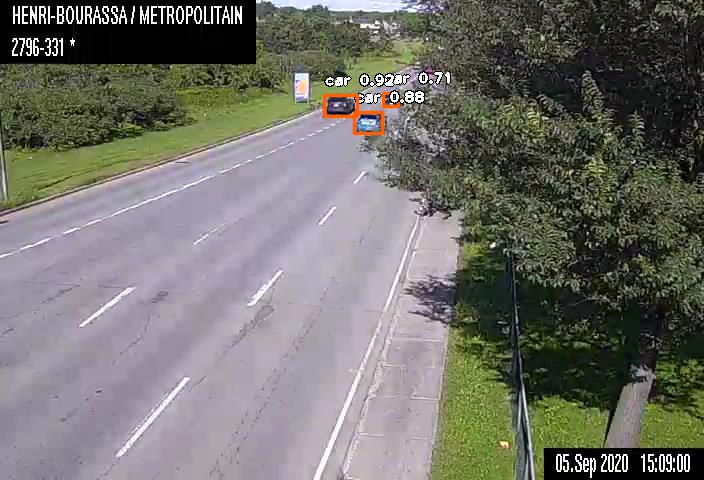 HENRI-BOURASSA / METROPOLITAIN
2796-331 *
car 0.92
car 0.71
car 0.88
05.Sep 2020 15:09:00